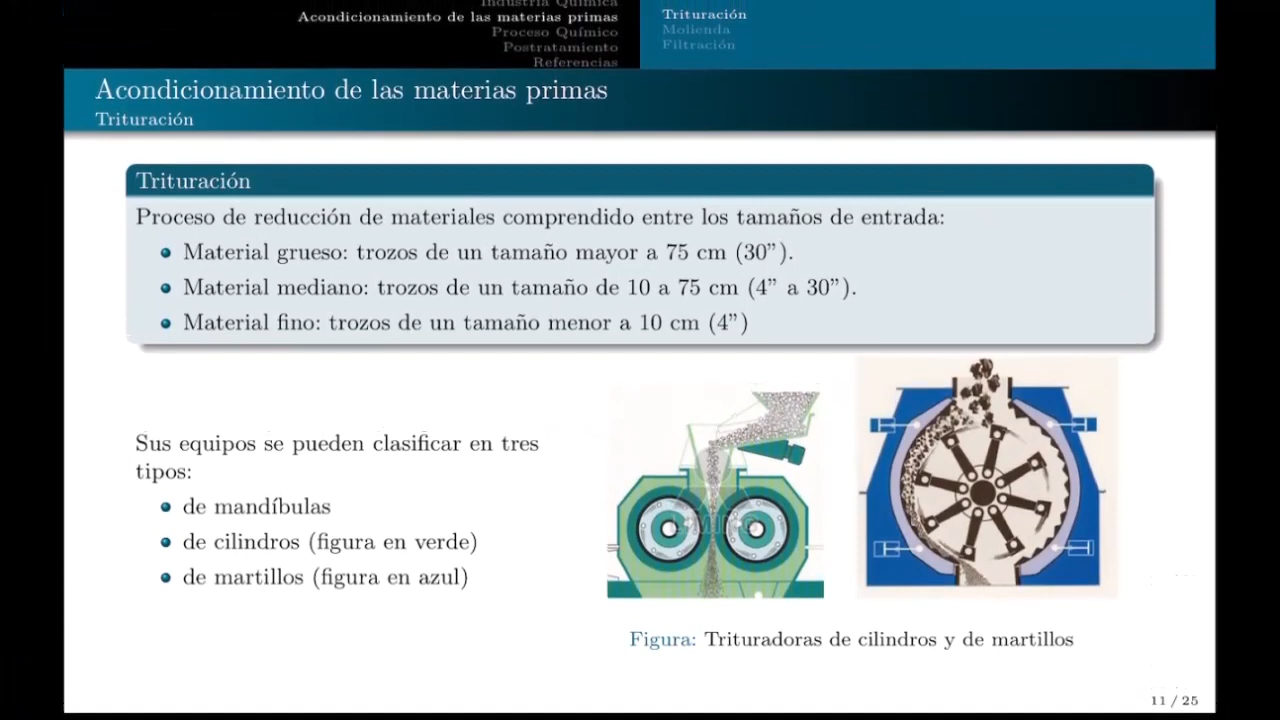 Industria Química
Acondicionamiento de las materias primas
Proceso Químico
Postratamiento
Referencias
Trituración
Molienda
Filtración
Acondicionamiento de las materias primas
Trituración
Trituración
Proceso de reducción de materiales comprendido entre los tamaños de entrada:
Material grueso: trozos de un tamaño mayor a 75 cm (30”).
Material mediano: trozos de un tamaño de 10 a 75 cm (4” a 30”).
Material fino: trozos de un tamaño menor a 10 cm (4”)
Sus equipos se pueden clasificar en tres
tipos:
de mandíbulas
de cilindros (figura en verde)
de martillos (figura en azul)
Figura: Trituradoras de cilindros y de martillos
11 / 25